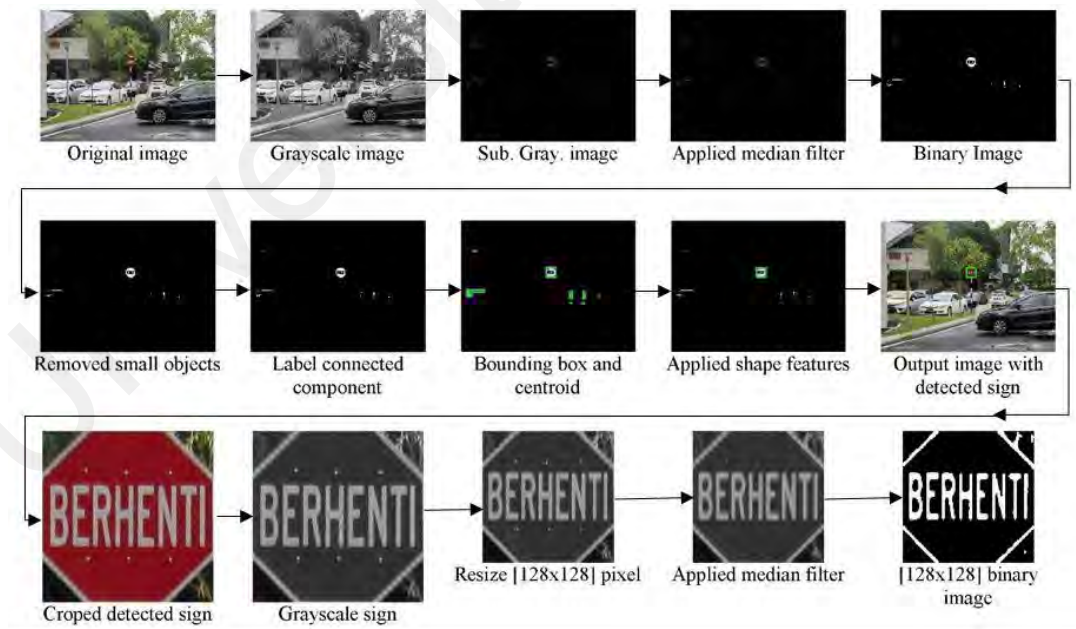 Original image
Grayscale image
Sub. Gray. image
Applied median filter
Binary Image
Removed small objects
Label connected
component
Bounding box and
centroid
Applied shape features
Output image with
detected sign
BERHENTI
BERHENTI
BERHENTI
BERHENTI
BERHENTI
Croped detected sign
Grayscale sign
Resize [128x128] pixel
Applied median filter
[128x128] binary
image